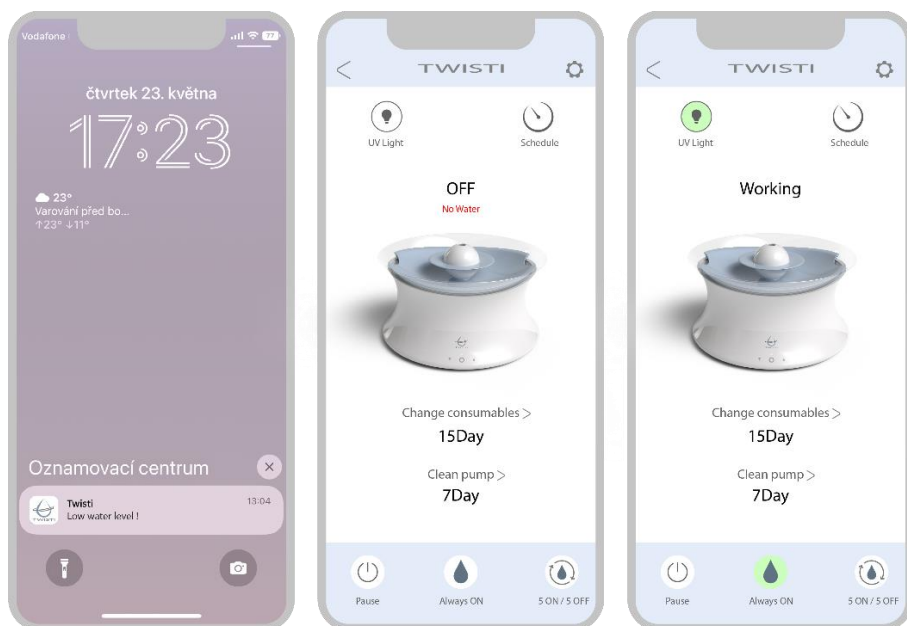 Vodafone
77
čtvrtek 23. května
17:23
23°
Varování před bo...
↑23° ↓11°
Oznamovací centrum
TWISTI
Twisti
13:04
Low water level !
TWISTI
UV Light
Schedule
OFF
No Water
Change consumables >
15Day
Clean pump >
7Day
Pause
Always ON
5 ON / 5 OFF
TWISTI
UV Light
Schedule
Working
Change consumables >
15Day
Clean pump >
7Day
Pause
Always ON
5 ON / 5 OFF